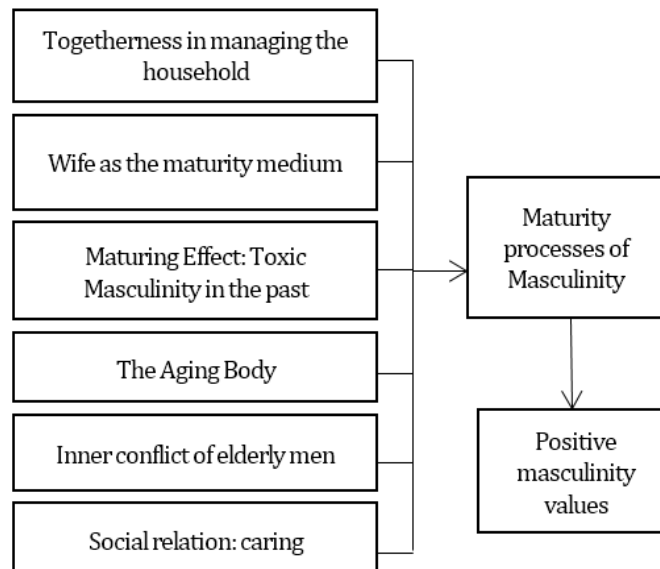 Togetherness in managing the
household
Wife as the maturity medium
Maturing Effect: Toxic
Masculinity in the past
The Aging Body
Inner conflict of elderly men
Social relation: caring
Maturity
processes of
Masculinity
Positive
masculinity
values